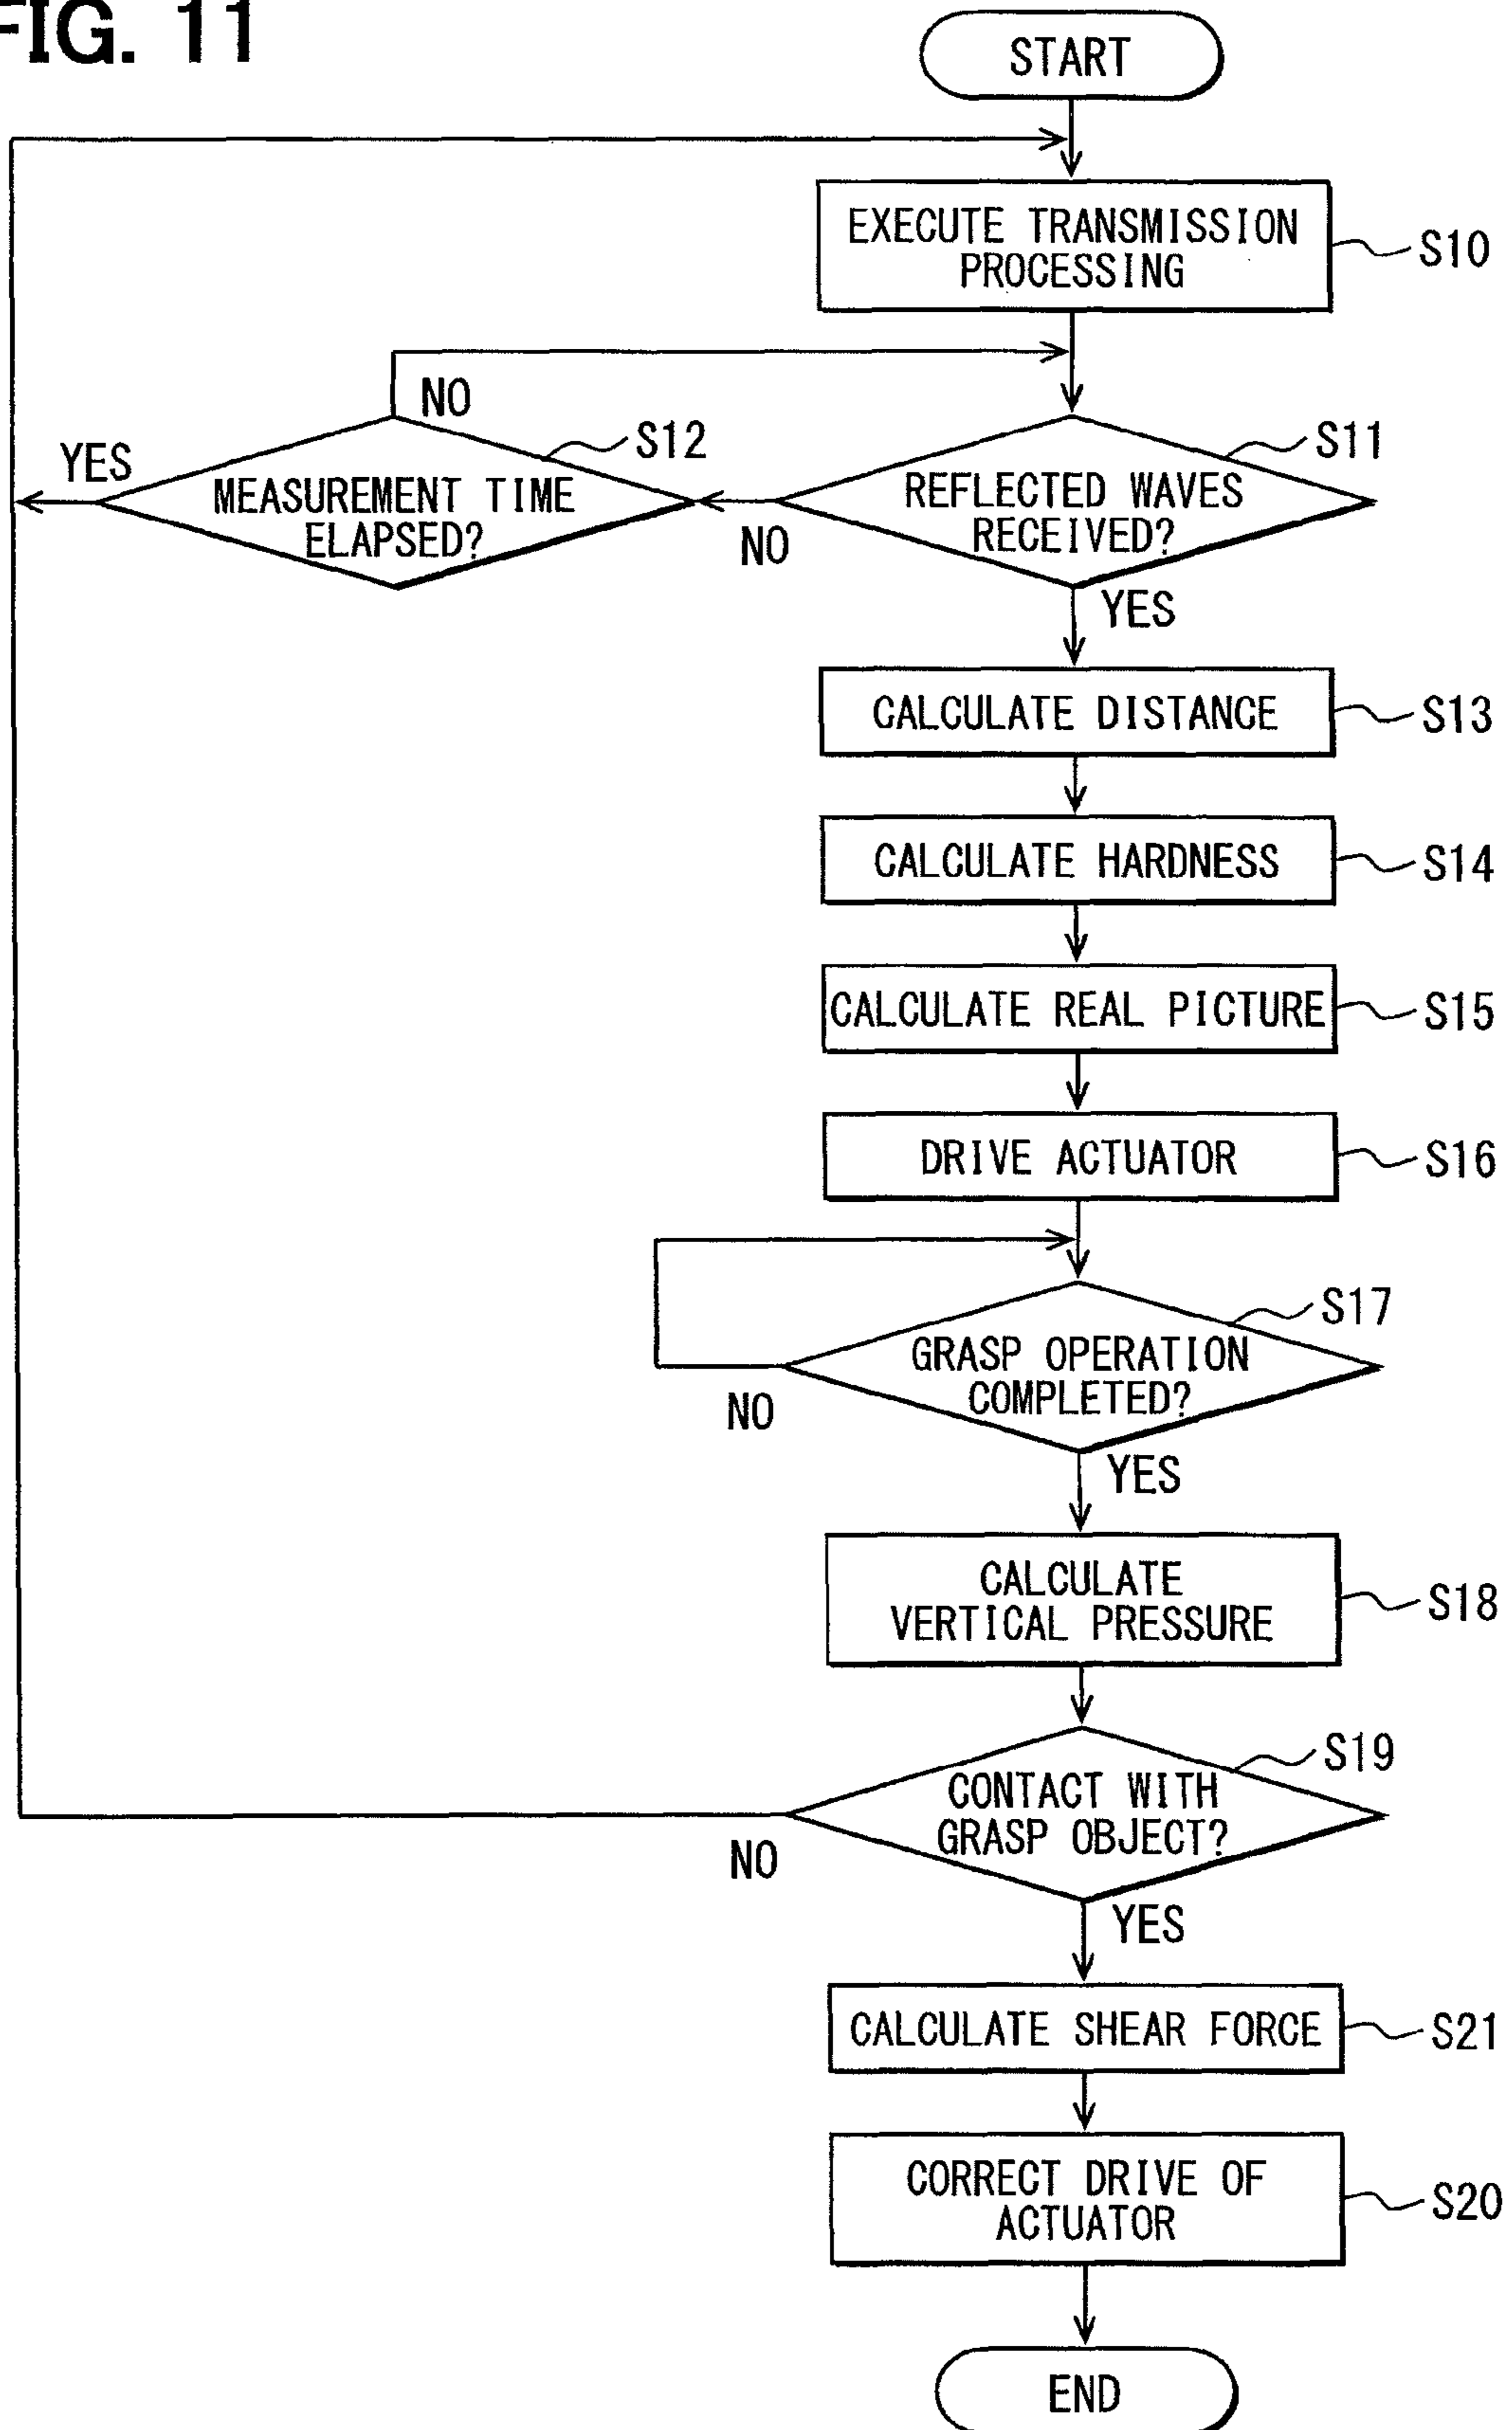 FIG. 11
START
EXECUTE TRANSMISSION
PROCESSING
S10
NO
YES
S12
MEASUREMENT TIME
ELAPSED?
NO
S11
REFLECTED WAVES
RECEIVED?
YES
CALCULATE DISTANCE
S13
CALCULATE HARDNESS
S14
CALCULATE REAL PICTURE
S15
DRIVE ACTUATOR
S16
S17
GRASP OPERATION
COMPLETED?
NO
YES
CALCULATE
VERTICAL PRESSURE
S18
S19
CONTACT WITH
GRASP OBJECT?
NO
YES
CALCULATE SHEAR FORCE
S21
CORRECT DRIVE OF
ACTUATOR
S20
END